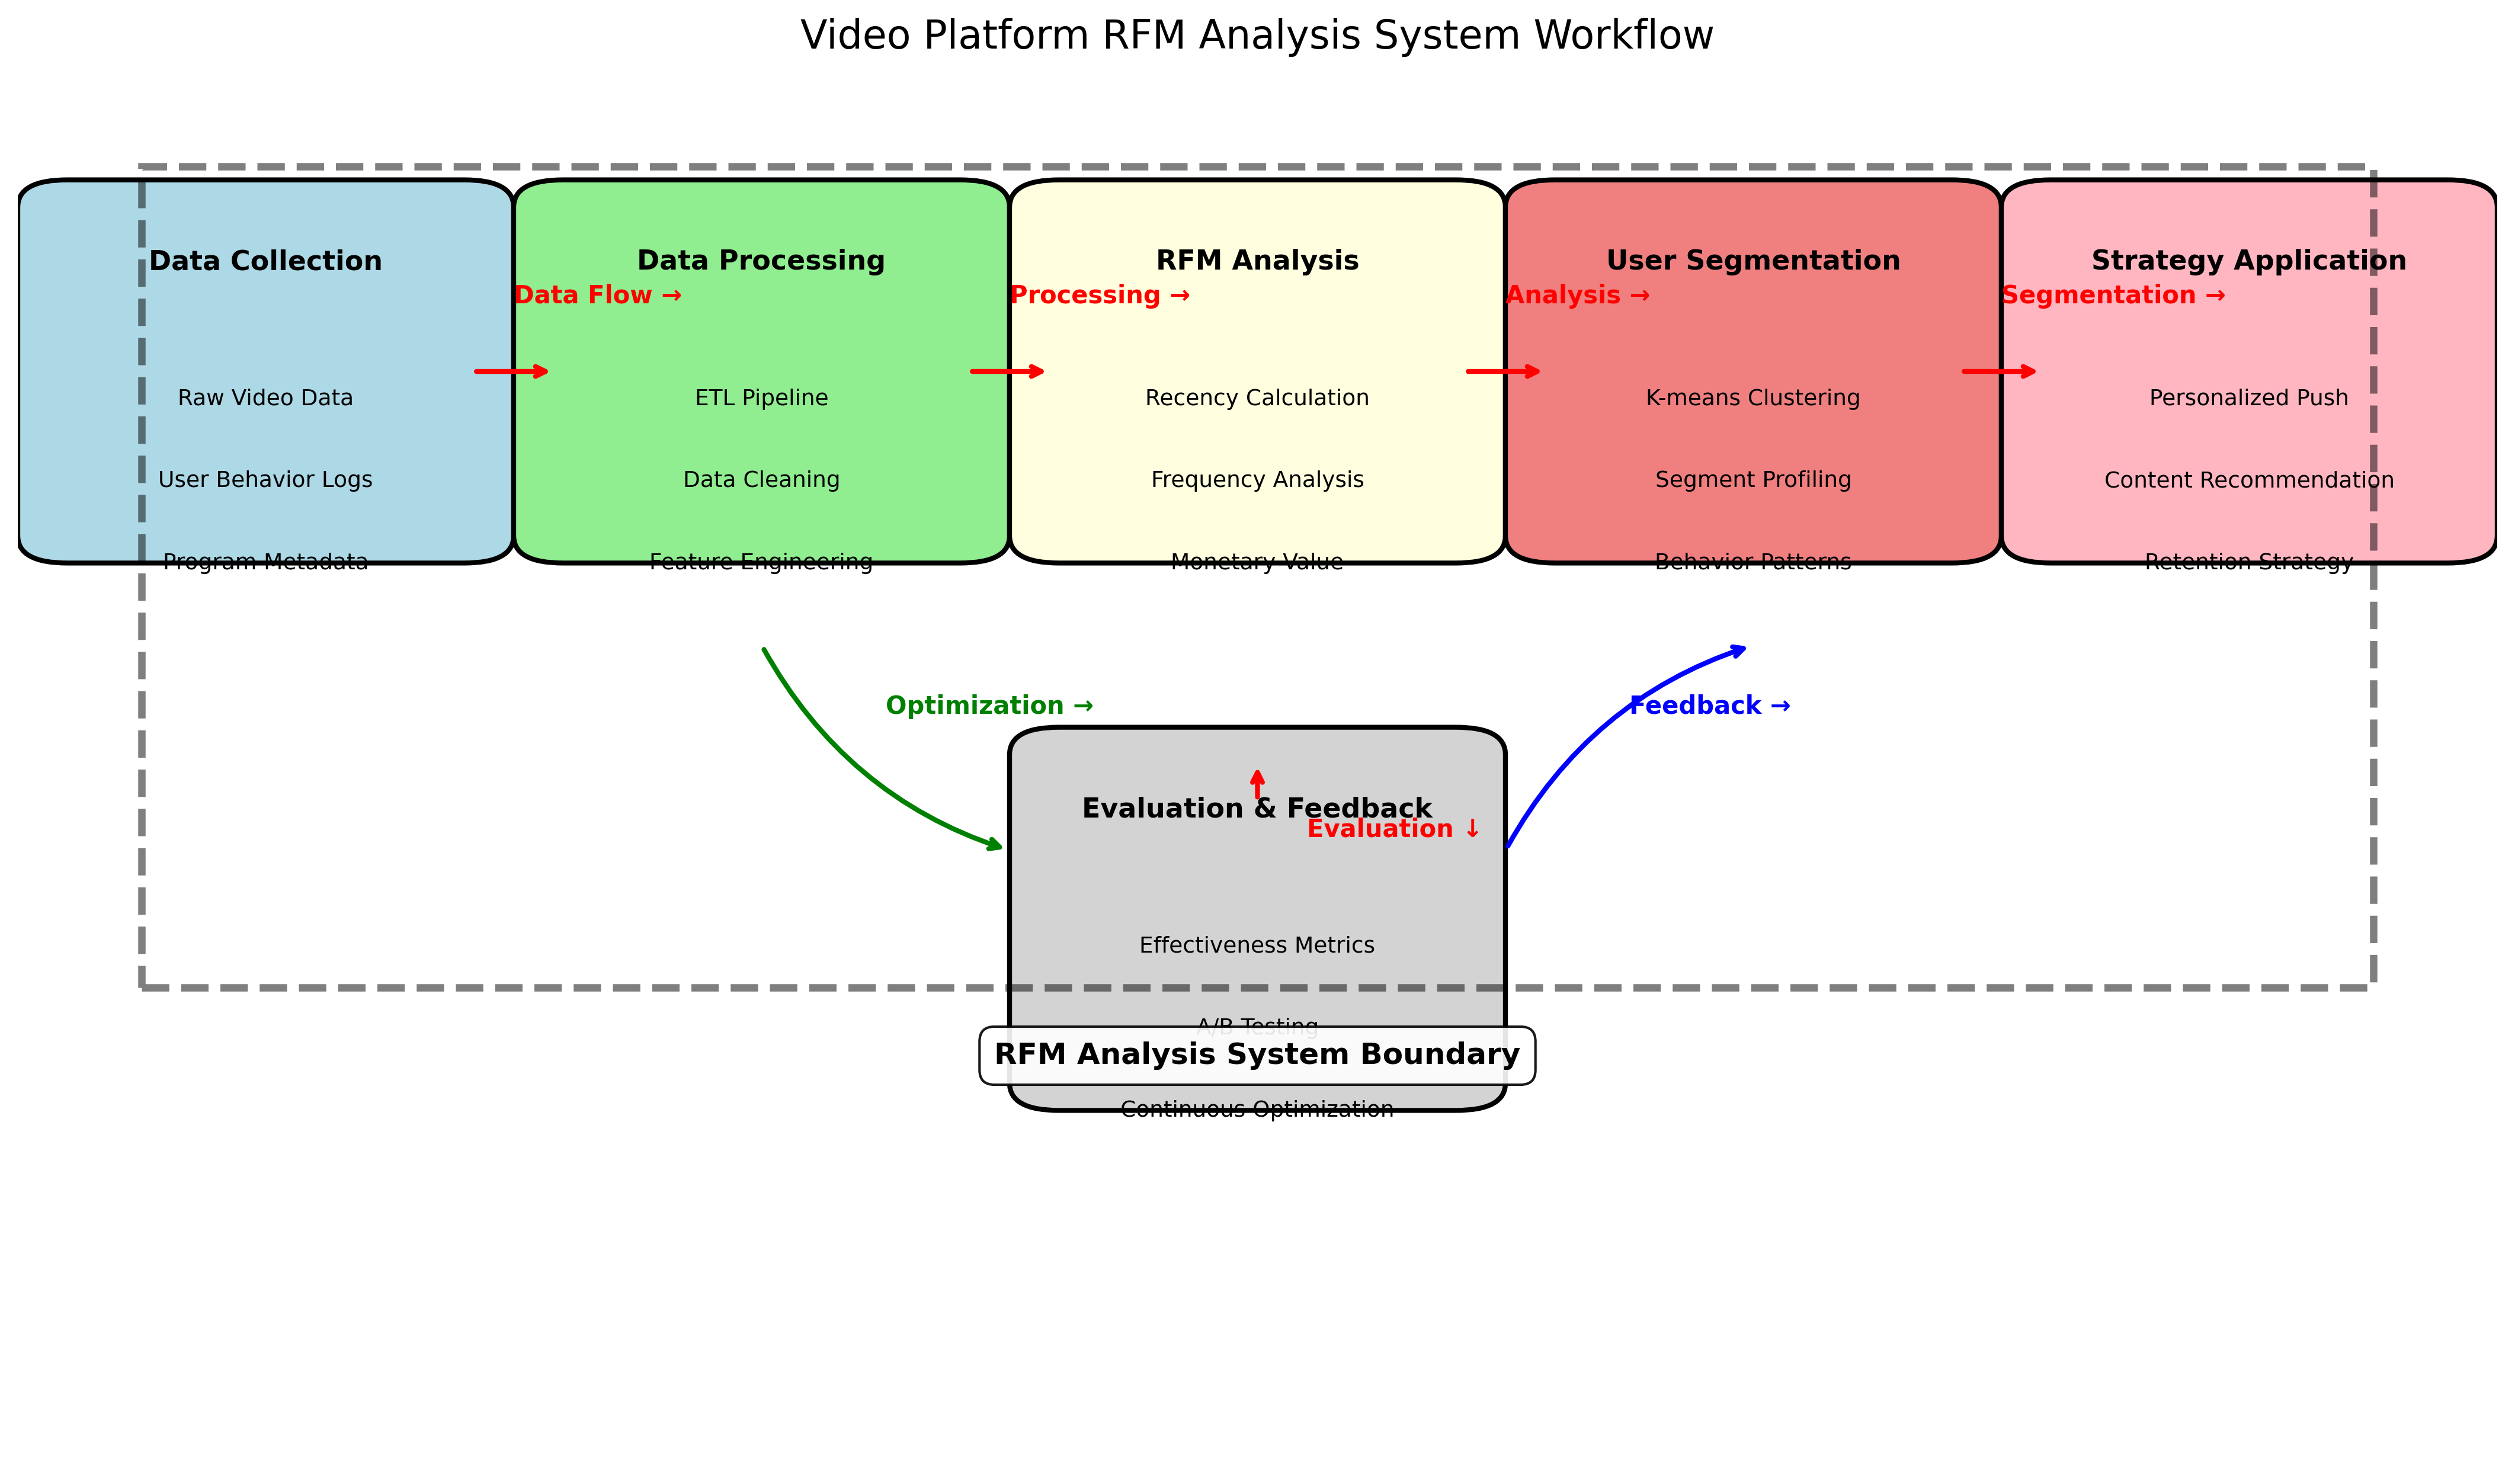 Video Platform RFM Analysis System Workflow
Data Collection
Data Flow →
Raw Video Data
User Behavior Logs
Program Metadata
Data Processing
Processing →
ETL Pipeline
Data Cleaning
Feature Engineering
RFM Analysis
Analysis →
Recency Calculation
Frequency Analysis
Monetary Value
User Segmentation
Segmentation →
K-means Clustering
Segment Profiling
Behavior Patterns
Strategy Application
Personalized Push
Content Recommendation
Retention Strategy
Optimization →
Feedback →
Evaluation & Feedback
Evaluation ↓
Effectiveness Metrics
A/B Testing
RFM Analysis System Boundary
Continuous Optimization